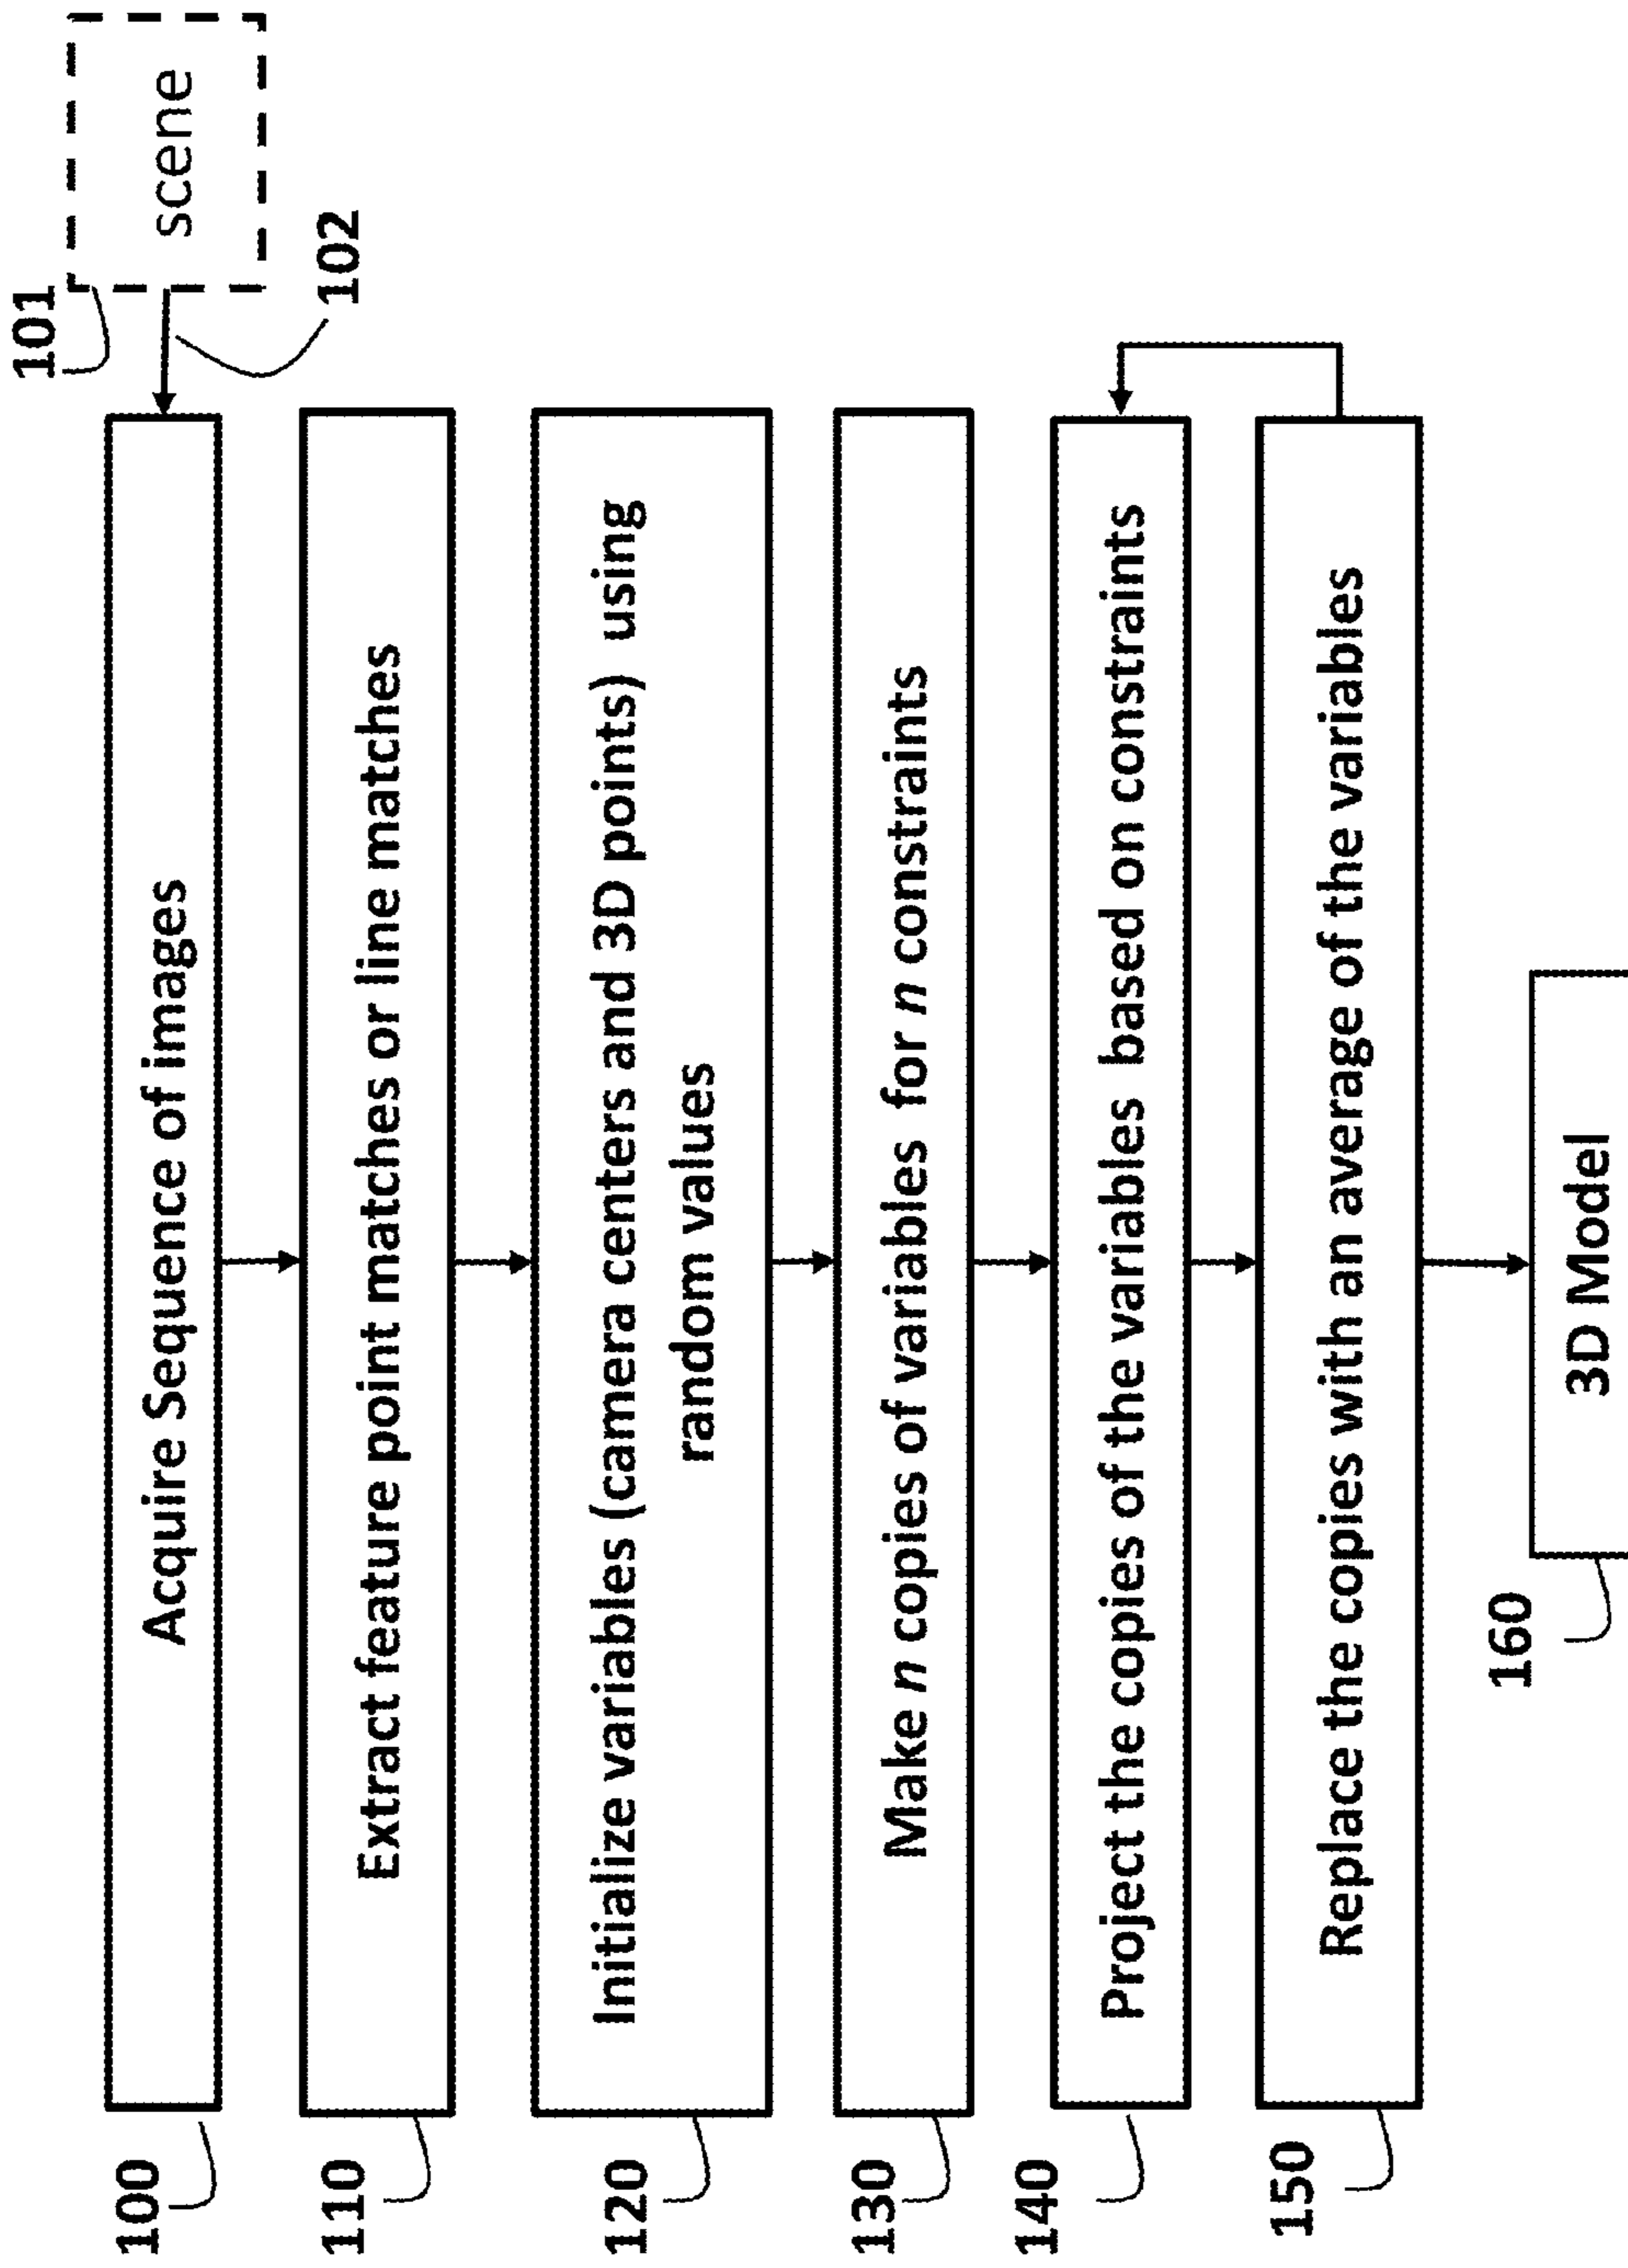 101
scene
102
100
Acquire Sequence of images
110
Extract feature point matches or line matches
120
Initialize variables (camera centers and 3D points) using
random values
130
Make n copies of variables for n constraints
140
Project the copies of the variables based on constraints
150
Replace the copies with an average of the variables
160
3D Model